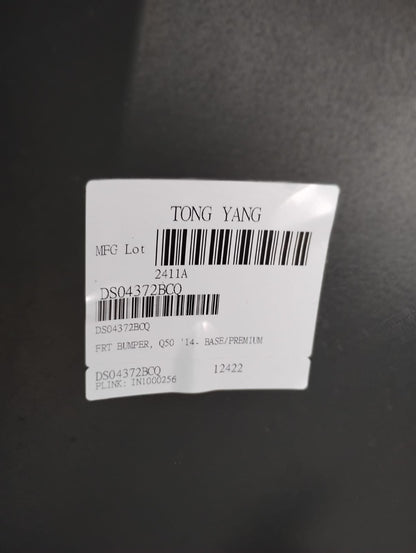 TONG YANG
MFG Lot
2411A
DS04372BCQ
DS04372BCQ
FRT BUMPER, Q50 '14- BASE/PREMIUM
DS04372BCQ 12422
PLINK: IN1000256